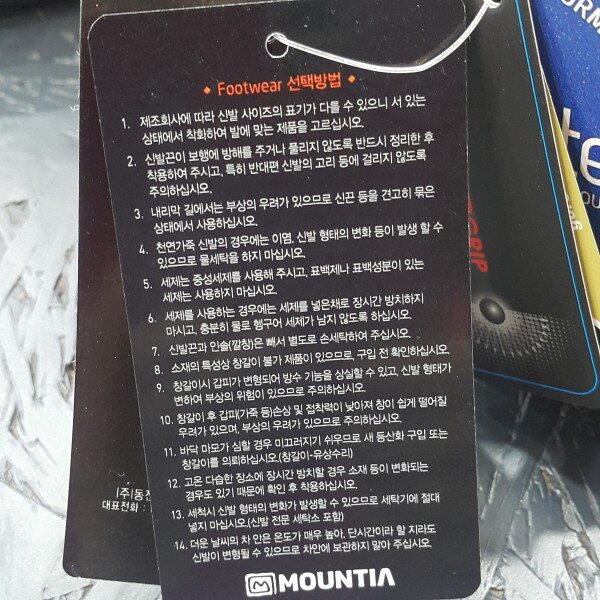 • Footwear 선택방법 •
1. 제조회사에 따라 신발 사이즈의 표기가 다를 수 있으니 서 있는
상태에서 착화하여 발에 맞는 제품을 고르십시오.
2. 신발끈이 보행에 방해를 주거나 풀리지 않도록 반드시 정리한 후
착용하여 주시고, 특히 반대편 신발의 고리 등에 걸리지 않도록
주의하십시오.
3. 내리막 길에서는 부상의 우려가 있으므로 신끈 등을 견고히 묶은
상태에서 사용하십시오.
4. 천연가죽 신발의 경우에는 이염, 신발 형태의 변화 등이 발생 할 수
있으므로 물세탁을 하지 마십시오.
5. 세제는 중성세제를 사용해 주시고, 표백제나 표백성분이 있는
세제는 사용하지 마십시오.
6. 세제를 사용하는 경우에는 세제를 넣은채로 장시간 방치하지
마시고, 충분히 물로 헹구어 세제가 남지 않도록 하십시오.
7. 신발끈과 인솔(깔창)은 빼서 별도로 손세탁하여 주십시오.
8. 소재의 특성상 창갈이 불가 제품이 있으므로, 구입 전 확인하십시오.
9. 창갈이시 갑피가 변형되어 방수 기능을 상실할 수 있고, 신발 형태가
변하여 부상의 위험이 있으므로 주의하십시오.
10. 창갈이 후 갑피(가죽 등)손상 및 접착력이 낮아져 창이 쉽게 떨어질
우려가 있으며, 부상의 우려가 있으므로 주의하십시오.
11. 바닥 마모가 심할 경우 미끄러지기 쉬우므로 새 등산화 구입 또는
창갈이를 의뢰하십시오.(창갈이-유상수리)
12. 고온 다습한 장소에 장시간 방치할 경우 소재 등이 변화되는
경우도 있기 때문에 확인 후 착용하십시오.
13. 세척시 신발 형태의 변화가 발생할 수 있으므로 세탁기에 절대
넣지 마십시오.(신발 전문 세탁소 포함)
14. 더운 날씨의 차 안은 온도가 매우 높아, 단시간이라 할 지라도
신발이 변형될 수 있으므로 차안에 보관하지 말아 주십시오.
MOUNTIA
(주)동진
대표전화 :
GRIP
ORM
te
OU